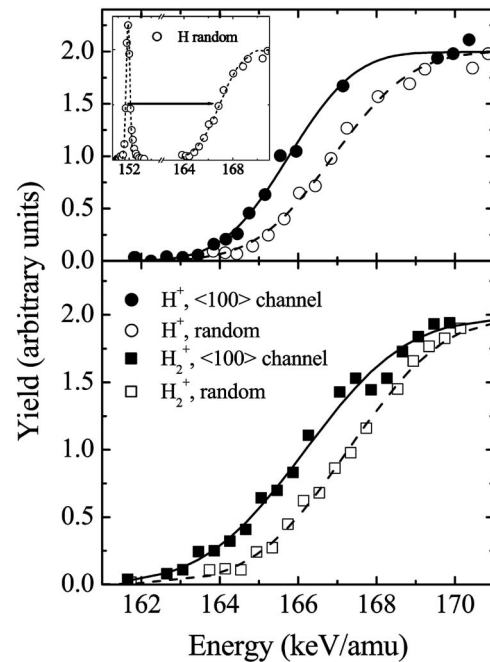 2.0
1.5
1.0
0.5
0.0
H random
152 164 168
2.0
1.5
1.0
0.5
0.0
H⁺, <100> channel
H⁺, random
H₂⁺, <100> channel
H₂⁺, random
162 164 166 168 170
Energy (keV/amu)
Yield (arbitrary units)